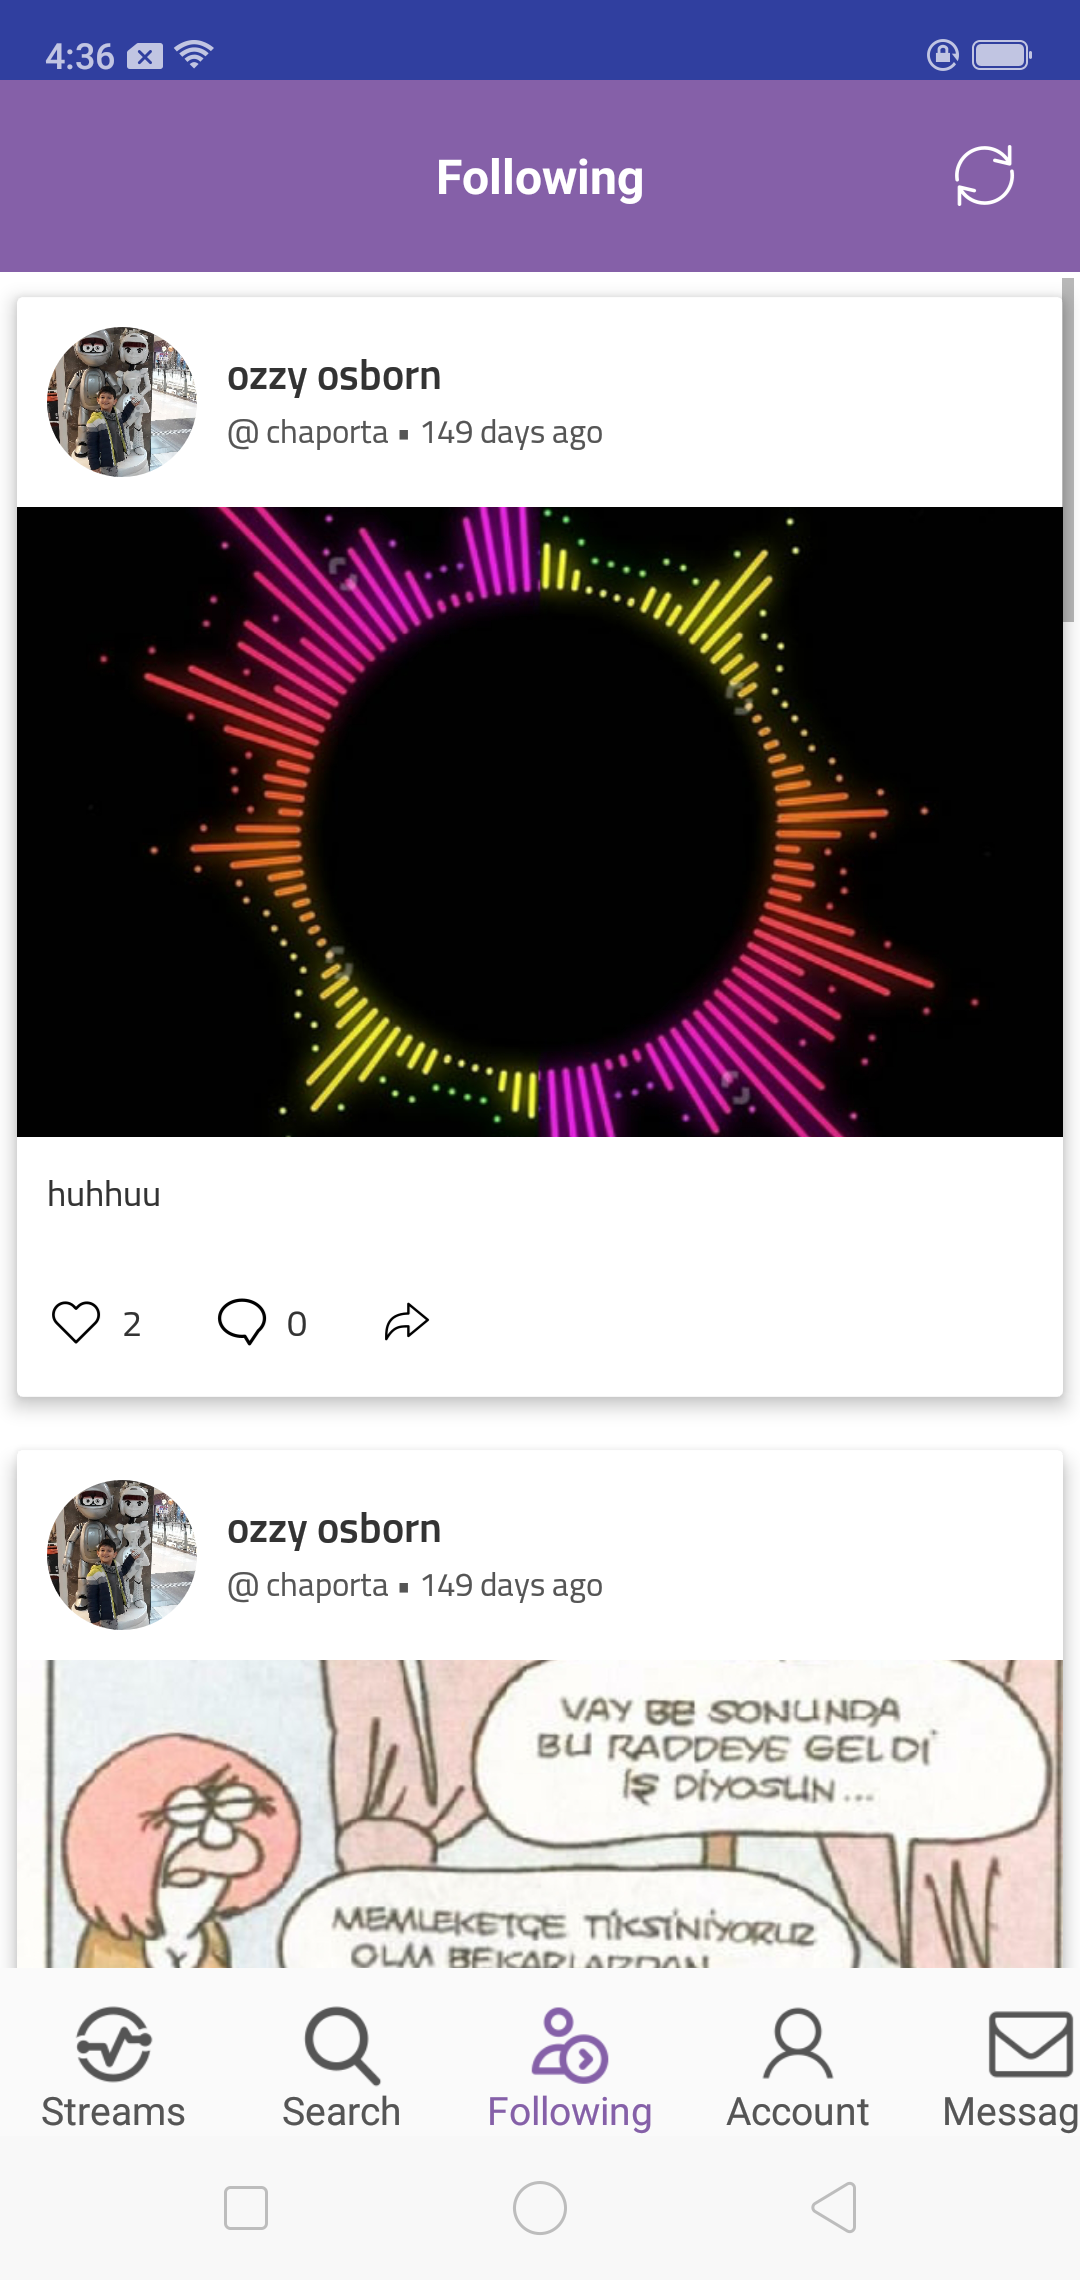 4:36
Following
ozzy osborn
@ chaporta ▪ 149 days ago
huhhuu
2
0
ozzy osborn
@ chaporta ▪ 149 days ago
VAY BE SONUNDA
BU RADDEYE GELDİ
İŞ DİYOSUN...
MEMLEKETÇE TİKSİNİYORUZ
OLM BEKARLARDAN
Streams
Search
Following
Account
Messag